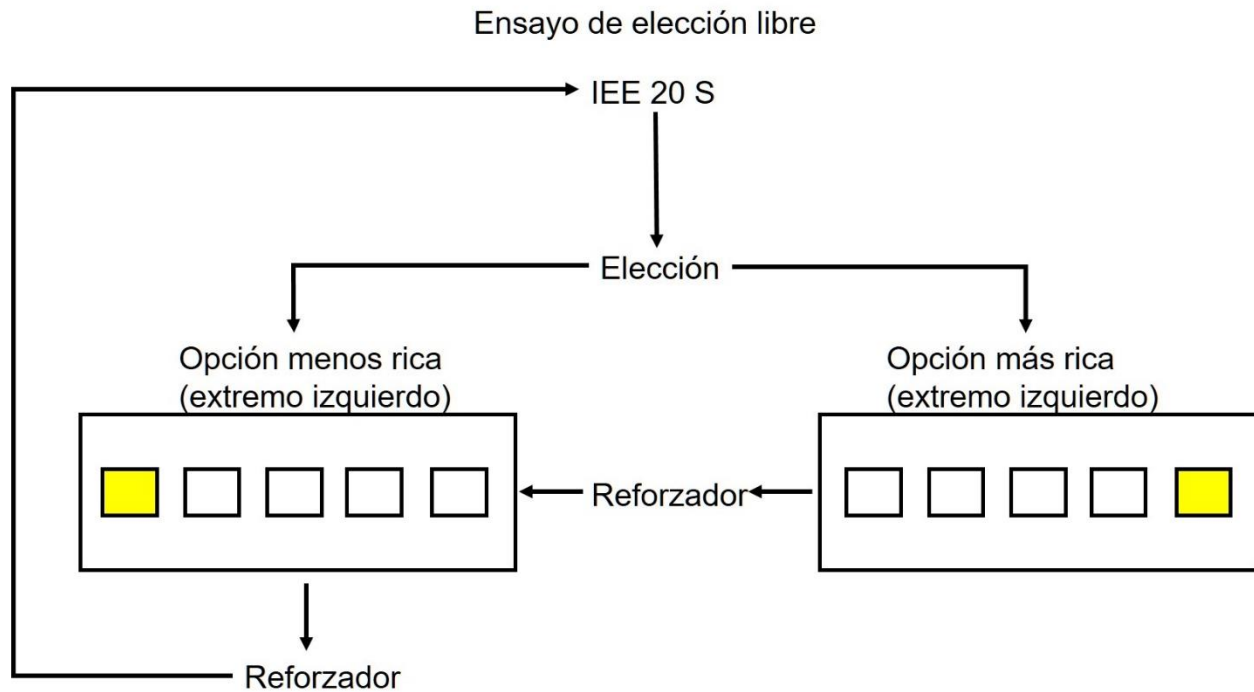 Ensayo de elección libre
IEE 20 S
Elección
Opción menos rica
(extremo izquierdo)
Opción más rica
(extremo izquierdo)
Reforzador
Reforzador